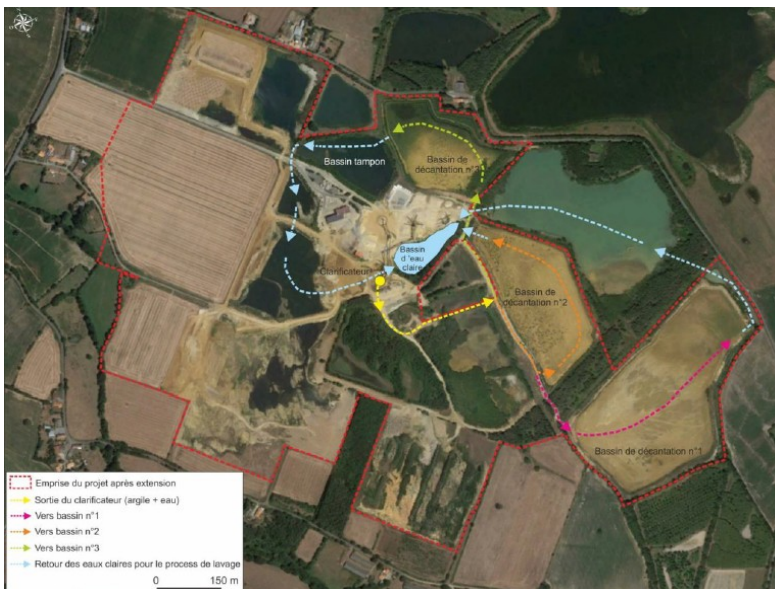 Bassin de
décantation n°3
Bassin tampon
Bassin
d'eau
claire
Clarificateur
Bassin de
décantation n°2
Bassin de décantation n°1
Emprise du projet après extension
Sortie du clarificateur (argile + eau)
Vers bassin n°1
Vers bassin n°2
Vers bassin n°3
Retour des eaux claires pour le process de lavage
0 150 m